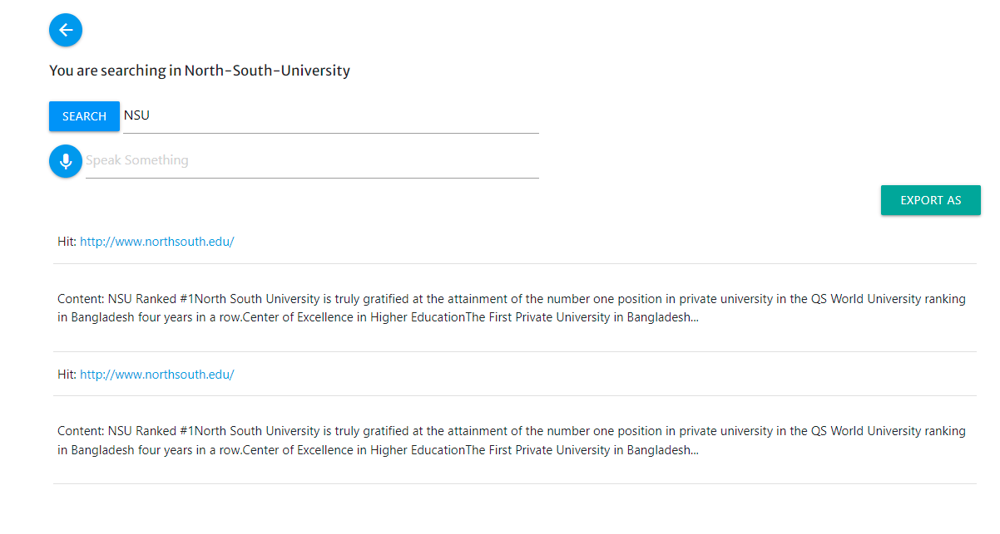 You are searching in North-South-University
SEARCH NSU
Speak Something
EXPORT AS
Hit: http://www.northsouth.edu/
Content: NSU Ranked #1North South University is truly gratified at the attainment of the number one position in private university in the QS World University ranking
in Bangladesh four years in a row.Center of Excellence in Higher EducationThe First Private University in Bangladesh...
Hit: http://www.northsouth.edu/
Content: NSU Ranked #1North South University is truly gratified at the attainment of the number one position in private university in the QS World University ranking
in Bangladesh four years in a row.Center of Excellence in Higher EducationThe First Private University in Bangladesh...